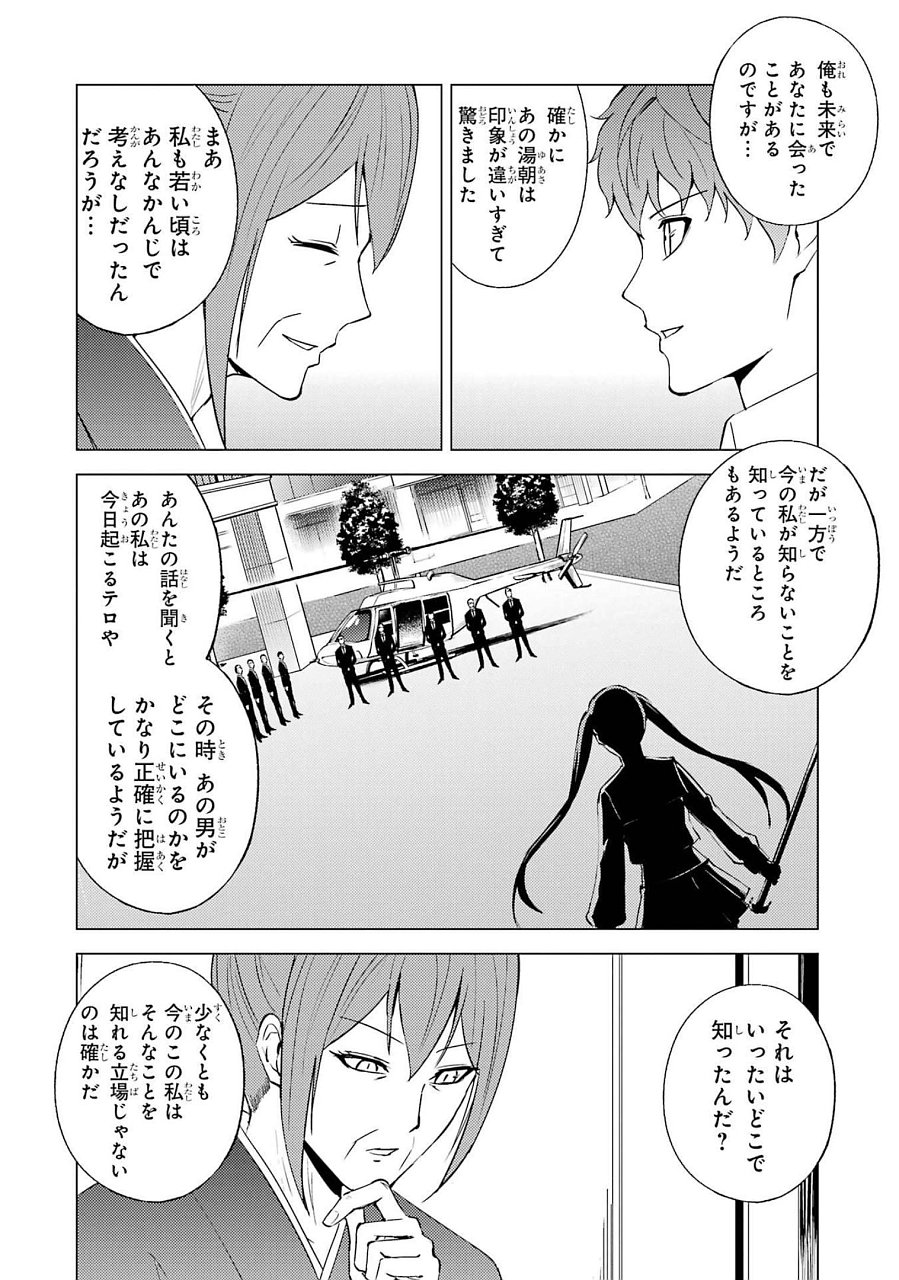 俺も未来で
あなたに会った
ことがある
のですが…
確かに
あの湯朝は
印象が違いすぎて
驚きました
まあ
私も若い頃は
あんなかんじで
考えなしだったん
だろうが…
だが一方で
今の私が知らないことを
知っているところ
もあるようだ
あんたの話を聞くと
あの私は
今日起こるテロや
その時 あの男が
どこにいるのかを
かなり正確に把握
しているようだが
それは
いったいどこで
知ったんだ?
少なくとも
今のこの私は
そんなことを
知れる立場じゃない
のは確かだ